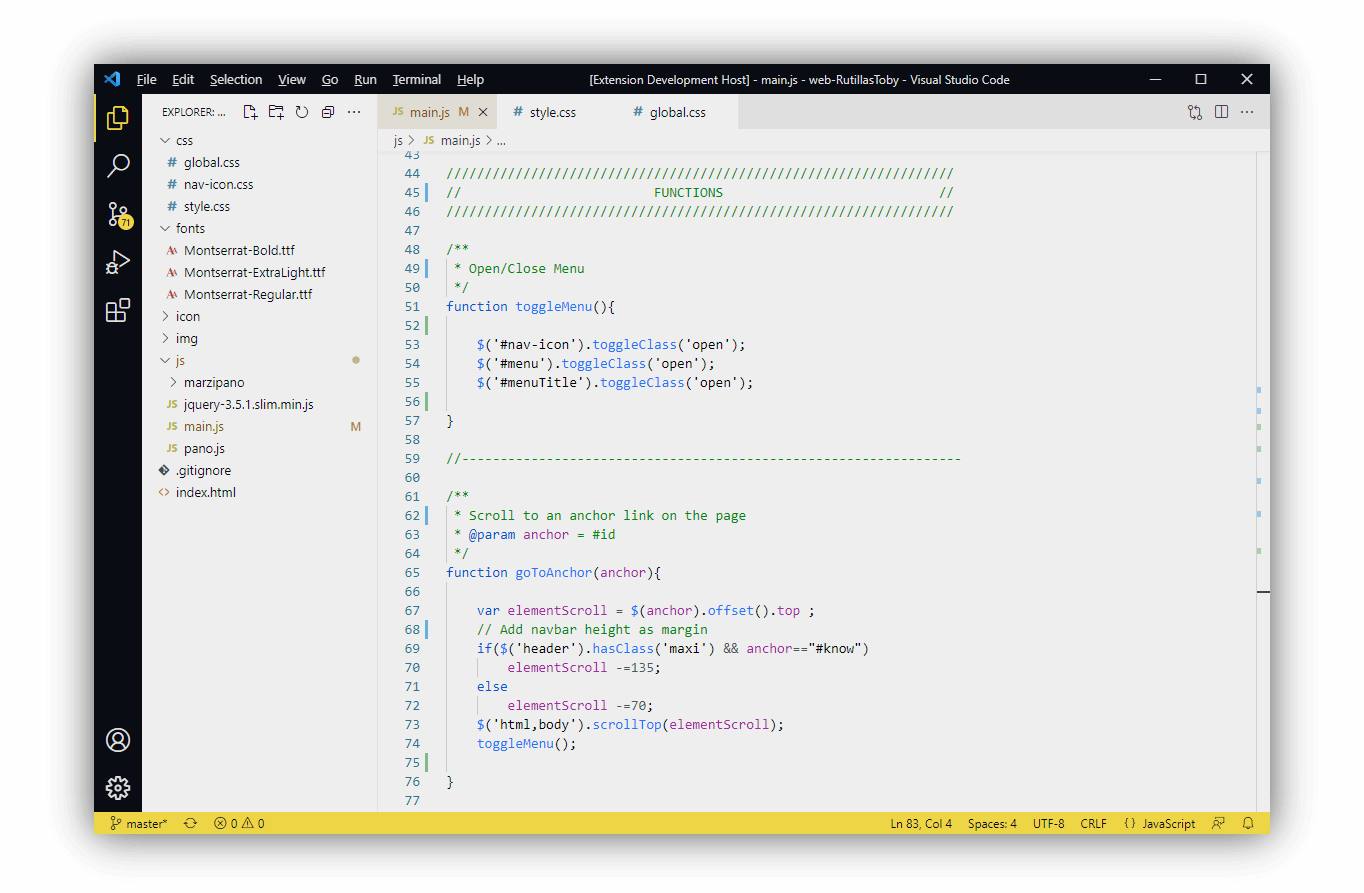 File Edit Selection View Go Run Terminal Help
[Extension Development Host] - main.js - web-RutillasToby - Visual Studio Code
EXPLORER: ...
css
# global.css
# nav-icon.css
# style.css
fonts
Montserrat-Bold.ttf
Montserrat-ExtraLight.ttf
Montserrat-Regular.ttf
icon
img
js
marzipano
JS jquery-3.5.1.slim.min.js
JS main.js M
JS pano.js
.gitignore
<> index.html
71
JS main.js M
# style.css
# global.css
js > JS main.js > ...
43
44 //////////////////////////////////////////////////////////////////
45 // FUNCTIONS //
46 //////////////////////////////////////////////////////////////////
47
48 /**
49 * Open/Close Menu
50 */
51 function toggleMenu(){
52
53 $('#nav-icon').toggleClass('open');
54 $('#menu').toggleClass('open');
55 $('#menuTitle').toggleClass('open');
56
57 }
58
59 //-----------------------------------------------------------------
60
61 /**
62 * Scroll to an anchor link on the page
63 * @param anchor = #id
64 */
65 function goToAnchor(anchor){
66
67 var elementScroll = $(anchor).offset().top ;
68 // Add navbar height as margin
69 if($('header').hasClass('maxi') && anchor=="#know")
70 elementScroll -=135;
71 else
72 elementScroll -=70;
73 $('html,body').scrollTop(elementScroll);
74 toggleMenu();
75
76 }
77
master* 0 0
Ln 83, Col 4 Spaces: 4 UTF-8 CRLF {} JavaScript